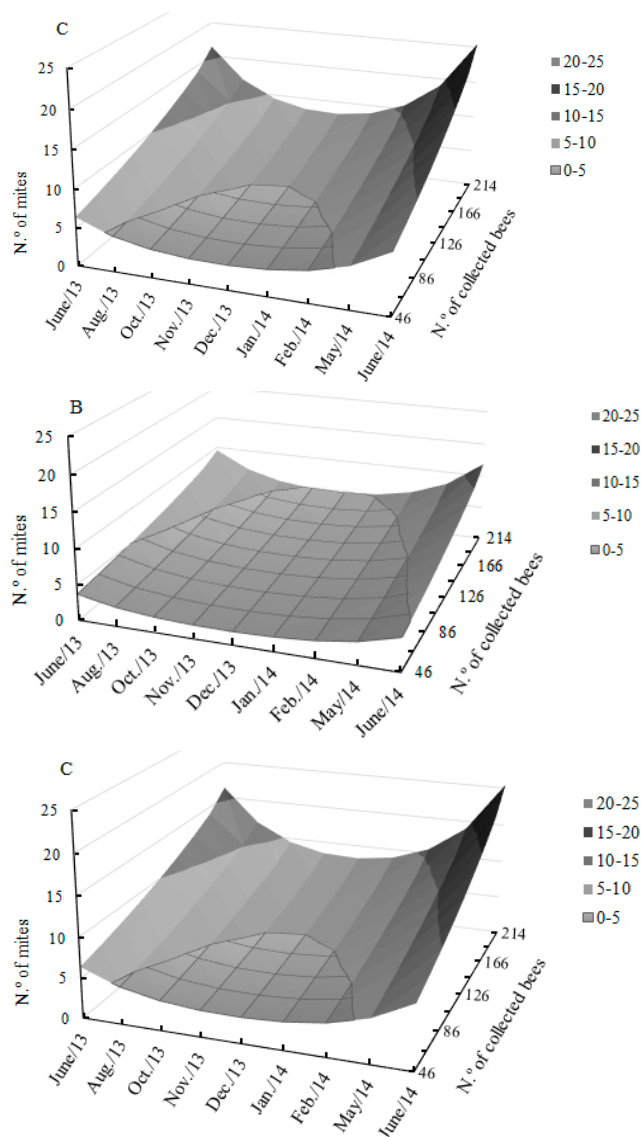 C
25
20
15
10
5
0
N.º of mites
June/13
Aug./13
Oct./13
Nov./13
Dec./13
Jan./14
Feb./14
May/14
June/14
46
86
126
166
214
N.º of collected bees
20-25
15-20
10-15
5-10
0-5
B
25
20
15
10
5
0
N.º of mites
June/13
Aug./13
Oct./13
Nov./13
Dec./13
Jan./14
Feb./14
May/14
June/14
46
86
126
166
214
N.º of collected bees
20-25
15-20
10-15
5-10
0-5
C
25
20
15
10
5
0
N.º of mites
June/13
Aug./13
Oct./13
Nov./13
Dec./13
Jan./14
Feb./14
May/14
June/14
46
86
126
166
214
N.º of collected bees
20-25
15-20
10-15
5-10
0-5